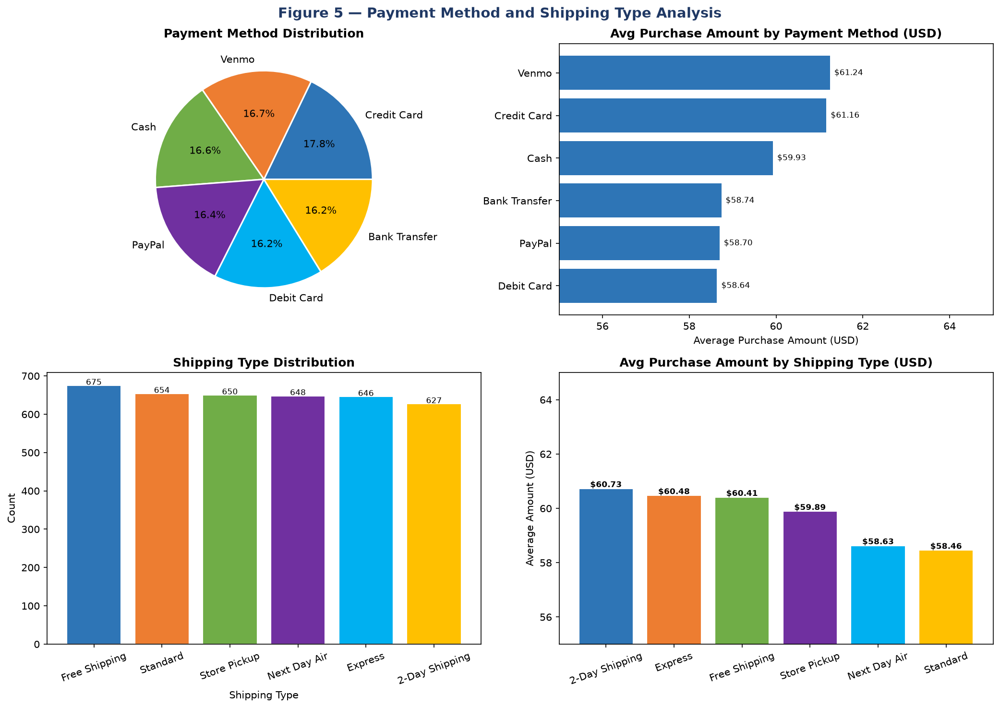 Figure 5 — Payment Method and Shipping Type Analysis
Payment Method Distribution
Venmo
Credit Card
Cash
PayPal
Debit Card
Bank Transfer
16.7%
17.8%
16.6%
16.4%
16.2%
16.2%
Avg Purchase Amount by Payment Method (USD)
Venmo
$61.24
Credit Card
$61.16
Cash
$59.93
Bank Transfer
$58.74
PayPal
$58.70
Debit Card
$58.64
56 58 60 62 64
Average Purchase Amount (USD)
Shipping Type Distribution
700
600
500
400
300
200
100
0
Count
675
654
650
648
646
627
Free Shipping
Standard
Store Pickup
Next Day Air
Express
2-Day Shipping
Shipping Type
Avg Purchase Amount by Shipping Type (USD)
64
62
60
58
56
Average Amount (USD)
$60.73
$60.48
$60.41
$59.89
$58.63
$58.46
2-Day Shipping
Express
Free Shipping
Store Pickup
Next Day Air
Standard